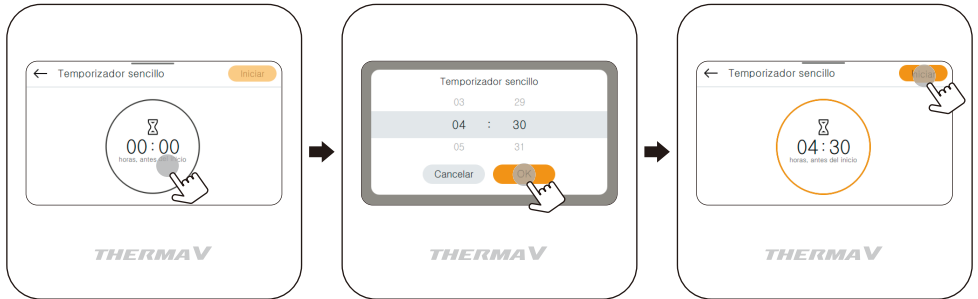 Temporizador sencillo
Iniciar
00:00
horas, antes del inicio
THERMA V
Temporizador sencillo
03 29
04 : 30
05 31
Cancelar
OK
THERMA V
Temporizador sencillo
Iniciar
04:30
horas, antes del inicio
THERMA V